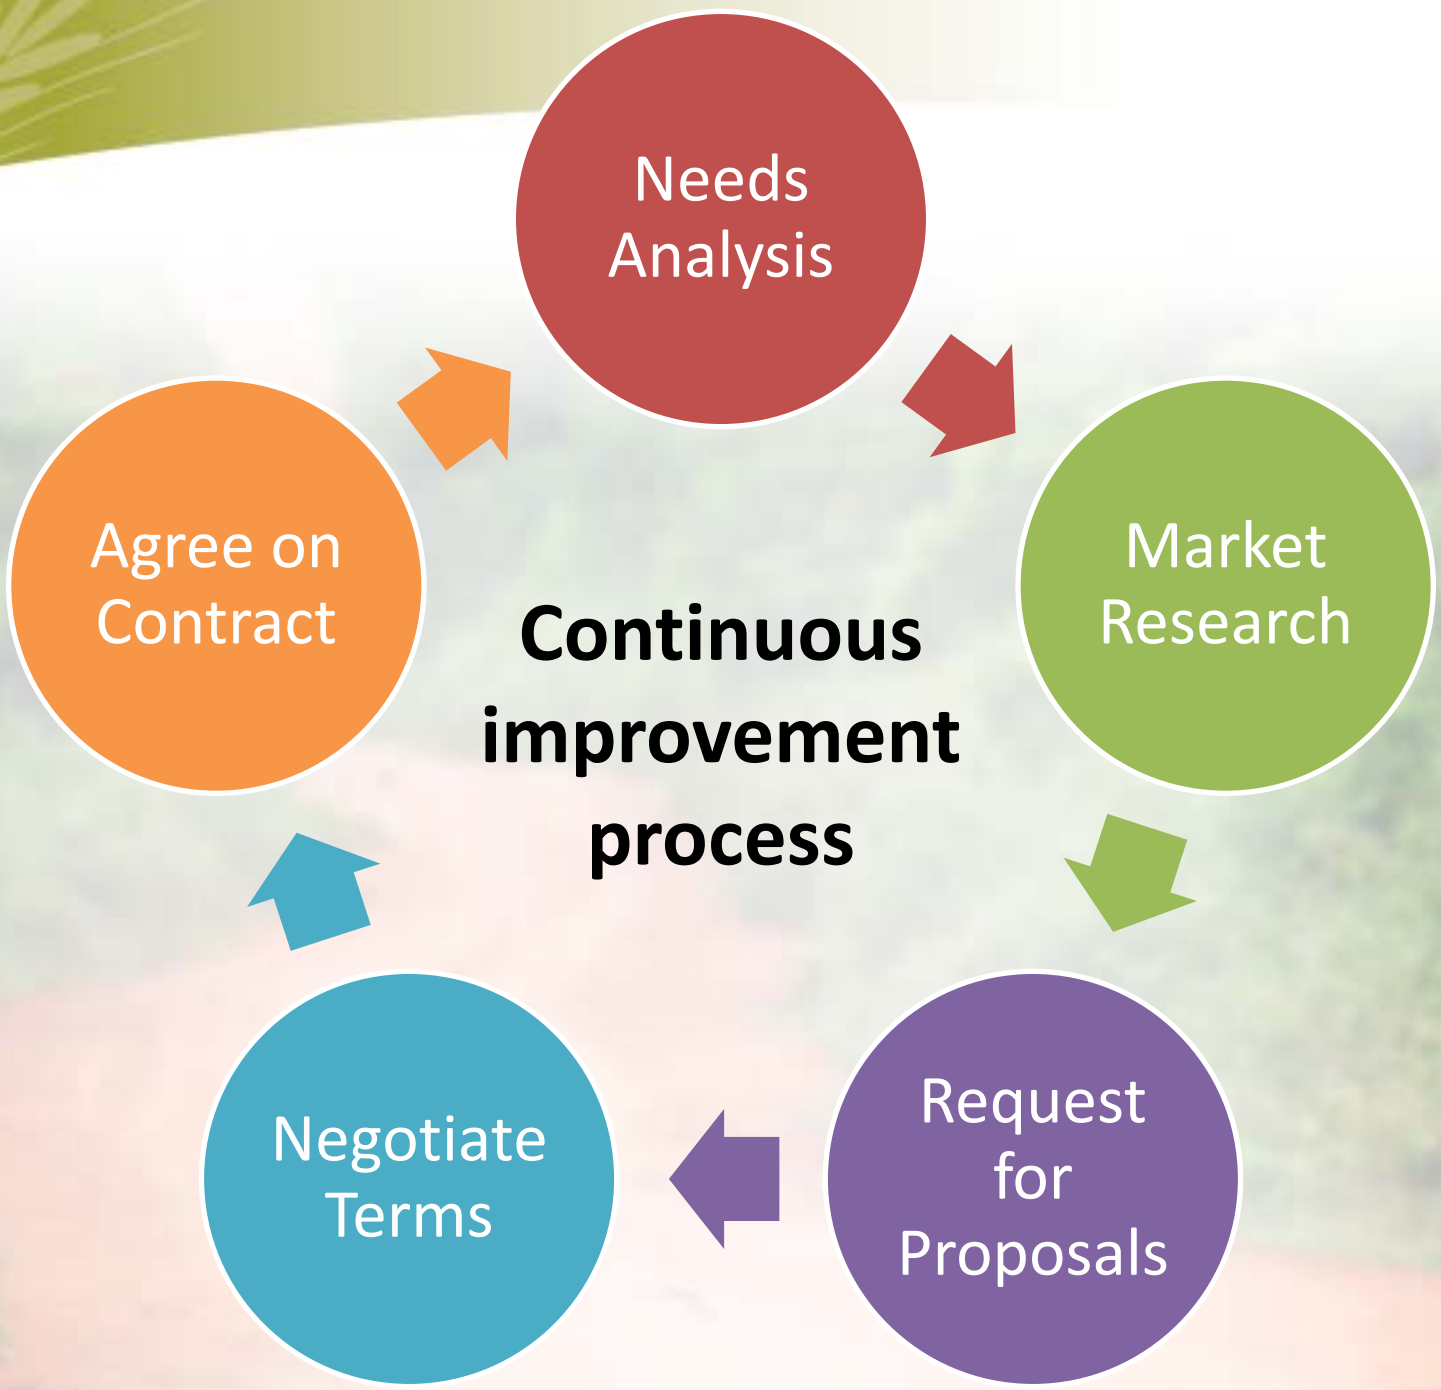 Needs
Analysis
Market
Research
Request
for
Proposals
Negotiate
Terms
Agree on
Contract
Continuous
improvement
process